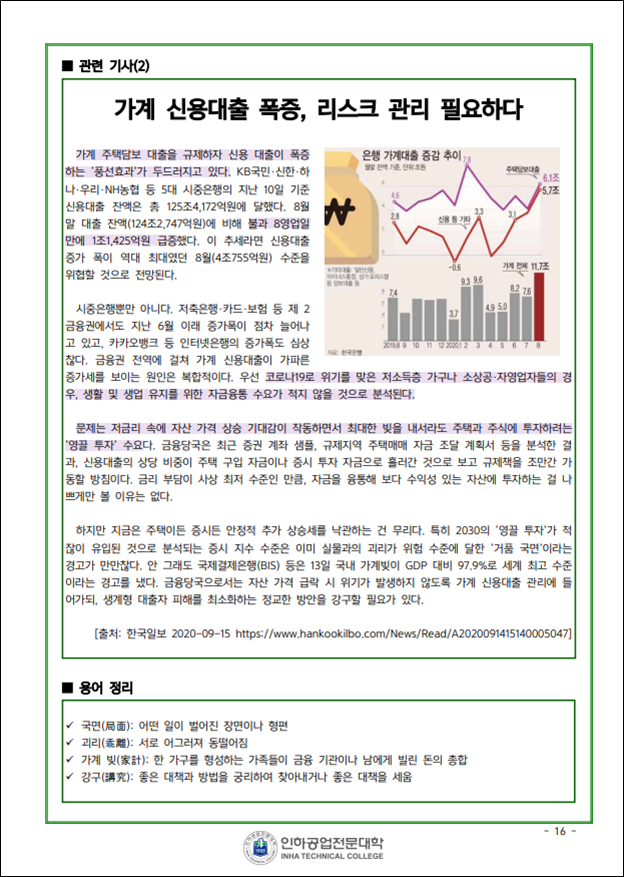 ■ 관련 기사(2)
가계 신용대출 폭증, 리스크 관리 필요하다
가계 주택담보 대출을 규제하자 신용 대출이 폭증
하는 '풍선효과'가 두드러지고 있다. KB국민·신한·하
나·우리·NH농협 등 5대 시중은행의 지난 10일 기준
신용대출 잔액은 총 125조4,172억원에 달했다. 8월
말 대출 잔액(124조2,747억원)에 비해 불과 8영업일
만에 1조1,425억원 급증했다. 이 추세라면 신용대출
증가 폭이 역대 최대였던 8월(4조755억원) 수준을
위협할 것으로 전망된다.
은행 가계대출 증감 추이
월말 잔액 기준, 단위:조원
7.8
주택담보대출
6.1조
5.7조
4.6
2.8
신용 등 기타
3.3
3.1
-0.6
※기타대출: 일반신용,
마이너스통장, 상가·오피스텔
등 담보대출 등
가계 전체
11.7조
7.4
3.7
9.3
9.6
4.9
5.0
8.2
7.6
2019.8 9 10 11 12 2020.1 2 3 4 5 6 7 8
자료: 한국은행
시중은행뿐만 아니다. 저축은행·카드·보험 등 제 2
금융권에서도 지난 6월 이래 증가폭이 점차 늘어나
고 있고, 카카오뱅크 등 인터넷은행의 증가폭도 심상
찮다. 금융권 전역에 걸쳐 가계 신용대출이 가파른
증가세를 보이는 원인은 복합적이다. 우선 코로나19로 위기를 맞은 저소득층 가구나 소상공·자영업자들의 경
우, 생활 및 생업 유지를 위한 자금융통 수요가 적지 않을 것으로 분석된다.
문제는 저금리 속에 자산 가격 상승 기대감이 작동하면서 최대한 빚을 내서라도 주택과 주식에 투자하려는
'영끌 투자' 수요다. 금융당국은 최근 증권 계좌 샘플, 규제지역 주택매매 자금 조달 계획서 등을 분석한 결
과, 신용대출의 상당 비중이 주택 구입 자금이나 증시 투자 자금으로 흘러간 것으로 보고 규제책을 조만간 가
동할 방침이다. 금리 부담이 사상 최저 수준인 만큼, 자금을 융통해 보다 수익성 있는 자산에 투자하는 걸 나
쁘게만 볼 이유는 없다.
하지만 지금은 주택이든 증시든 안정적 추가 상승세를 낙관하는 건 무리다. 특히 2030의 '영끌 투자'가 적
잖이 유입된 것으로 분석되는 증시 지수 수준은 이미 실물과의 괴리가 위험 수준에 달한 '거품 국면'이라는
경고가 만만찮다. 안 그래도 국제결제은행(BIS) 등은 13일 국내 가계빚이 GDP 대비 97.9%로 세계 최고 수준
이라는 경고를 냈다. 금융당국으로서는 자산 가격 급락 시 위기가 발생하지 않도록 가계 신용대출 관리에 들
어가되, 생계형 대출자 피해를 최소화하는 정교한 방안을 강구할 필요가 있다.
[출처: 한국일보 2020-09-15 https://www.hankookilbo.com/News/Read/A2020091415140005047]
■ 용어 정리
✓ 국면(局面): 어떤 일이 벌어진 장면이나 형편
✓ 괴리(乖離): 서로 어그러져 동떨어짐
✓ 가계 빚(家計): 한 가구를 형성하는 가족들이 금융 기관이나 남에게 빌린 돈의 총합
✓ 강구(講究): 좋은 대책과 방법을 궁리하여 찾아내거나 좋은 대책을 세움
- 16 -
인하공업전문대학
INHA TECHNICAL COLLEGE